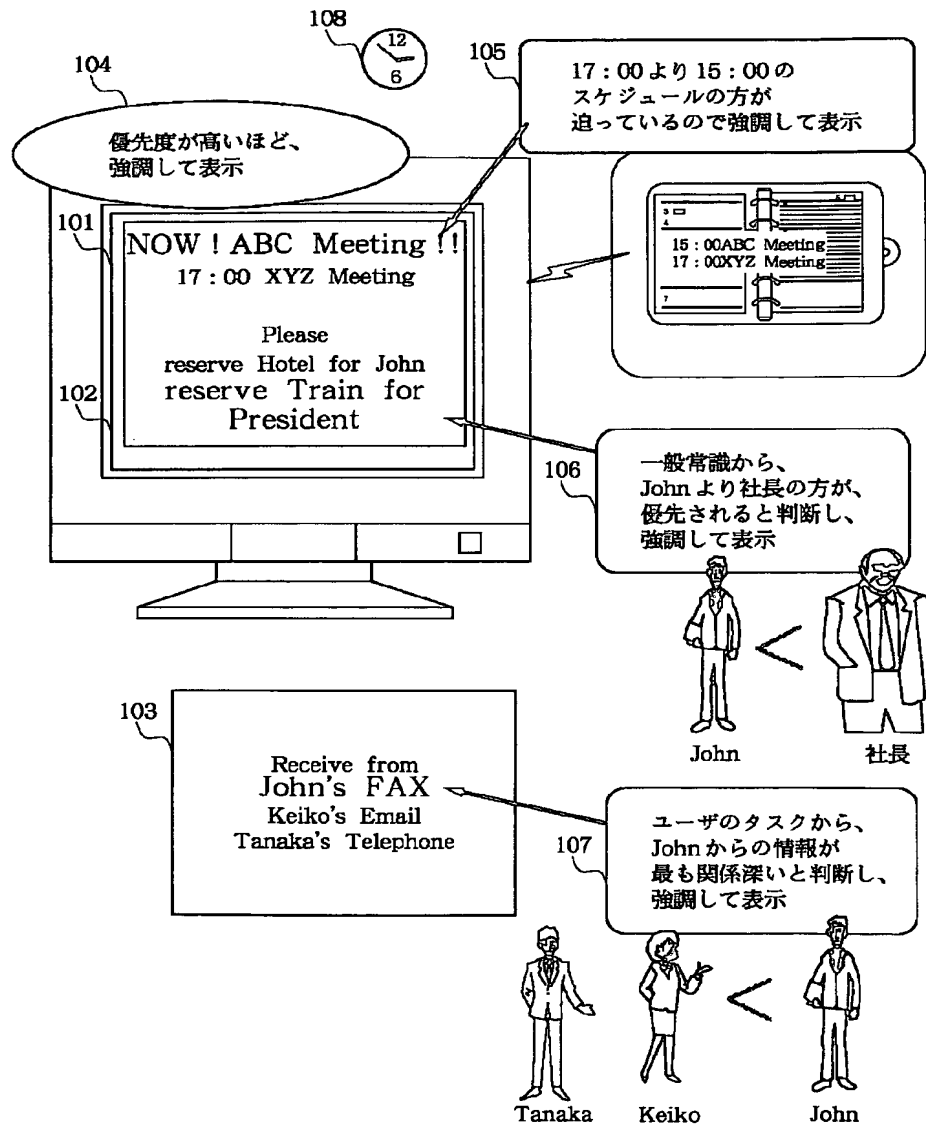 108
12
6
104
優先度が高いほど、
強調して表示
105
17：00より15：00の
スケジュールの方が
迫っているので強調して表示
101
NOW！ABC Meeting !!
17：00 XYZ Meeting
Please
reserve Hotel for John
reserve Train for
President
102
3
4
15：00ABC Meeting
17：00XYZ Meeting
7
106
一般常識から、
Johnより社長の方が、
優先されると判断し、
強調して表示
John
<
社長
103
Receive from
John's FAX
Keiko's Email
Tanaka's Telephone
107
ユーザのタスクから、
Johnからの情報が
最も関係深いと判断し、
強調して表示
Tanaka
Keiko
<
John